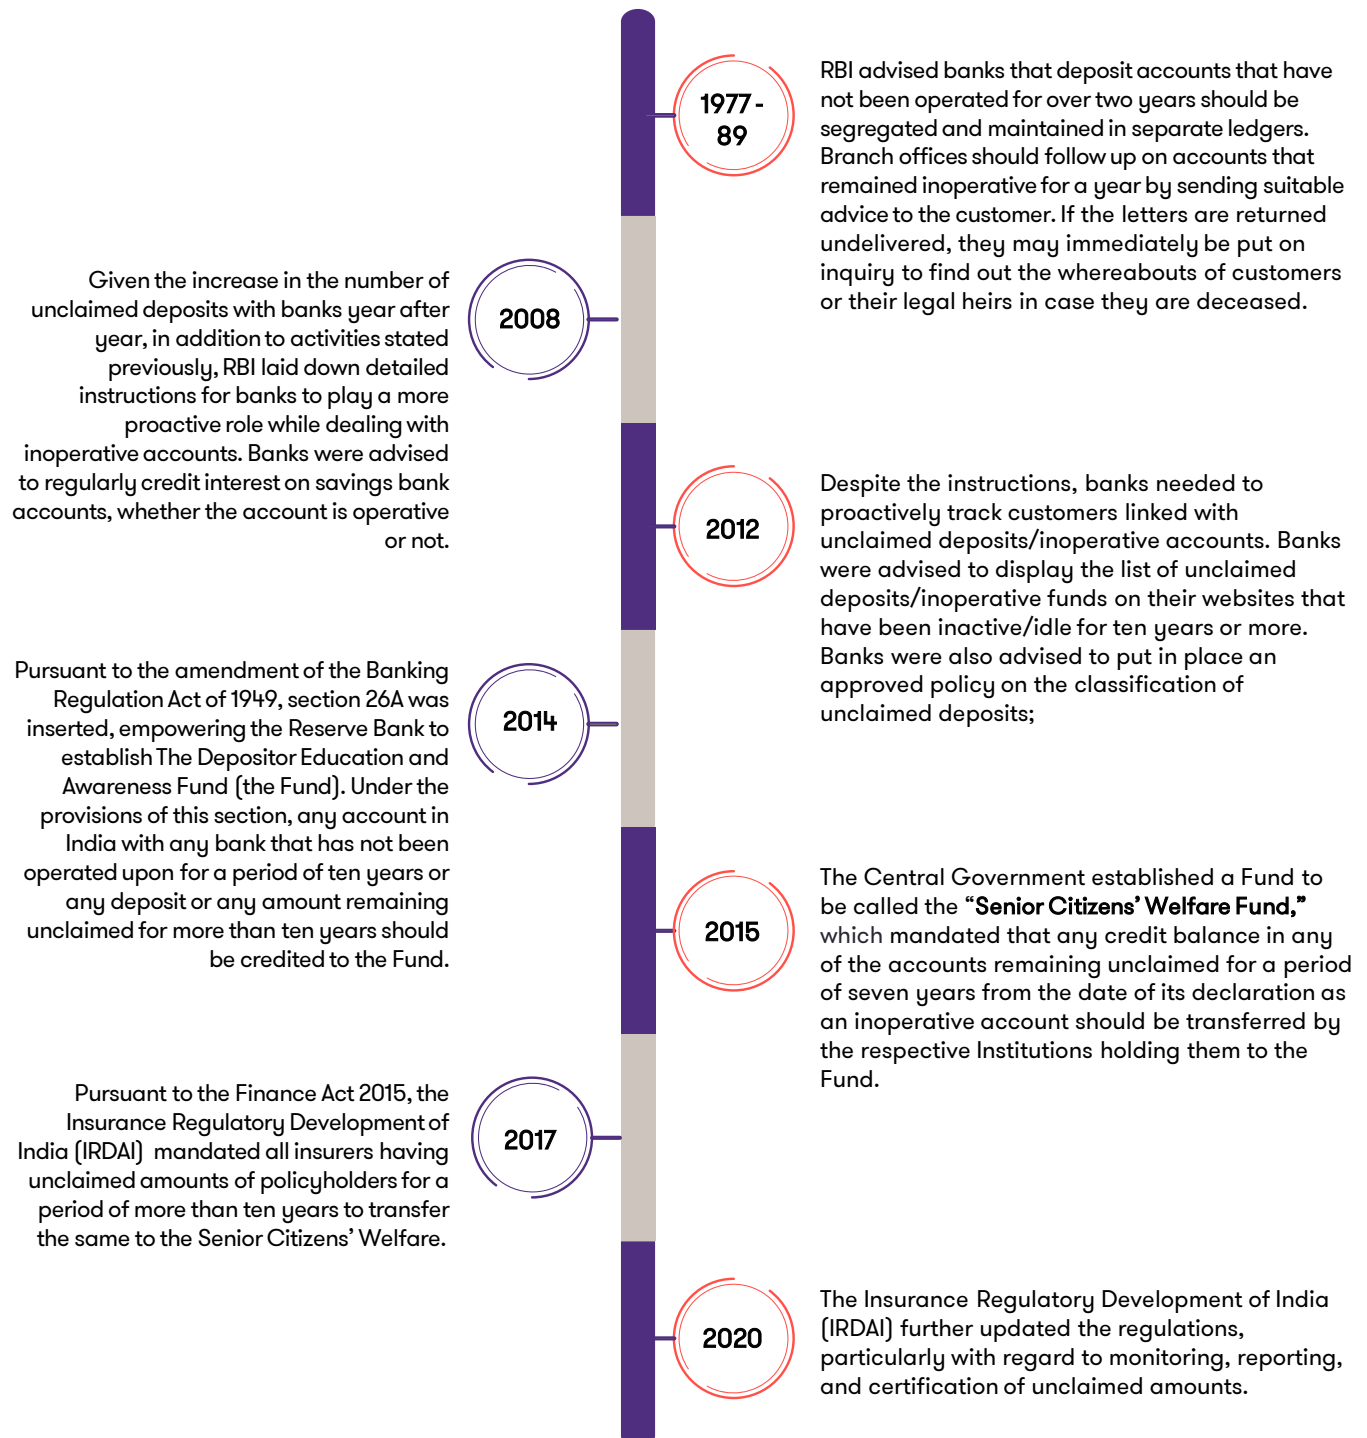 1977-
89
RBI advised banks that deposit accounts that have
not been operated for over two years should be
segregated and maintained in separate ledgers.
Branch offices should follow up on accounts that
remained inoperative for a year by sending suitable
advice to the customer. If the letters are returned
undelivered, they may immediately be put on
inquiry to find out the whereabouts of customers
or their legal heirs in case they are deceased.
2008
Given the increase in the number of
unclaimed deposits with banks year after
year, in addition to activities stated
previously, RBI laid down detailed
instructions for banks to play a more
proactive role while dealing with
inoperative accounts. Banks were advised
to regularly credit interest on savings bank
accounts, whether the account is operative
or not.
2012
Despite the instructions, banks needed to
proactively track customers linked with
unclaimed deposits/inoperative accounts. Banks
were advised to display the list of unclaimed
deposits/inoperative funds on their websites that
have been inactive/idle for ten years or more.
Banks were also advised to put in place an
approved policy on the classification of
unclaimed deposits;
2014
Pursuant to the amendment of the Banking
Regulation Act of 1949, section 26A was
inserted, empowering the Reserve Bank to
establish The Depositor Education and
Awareness Fund (the Fund). Under the
provisions of this section, any account in
India with any bank that has not been
operated upon for a period of ten years or
any deposit or any amount remaining
unclaimed for more than ten years should
be credited to the Fund.
2015
The Central Government established a Fund to
be called the “Senior Citizens’ Welfare Fund,”
which mandated that any credit balance in any
of the accounts remaining unclaimed for a period
of seven years from the date of its declaration as
an inoperative account should be transferred by
the respective Institutions holding them to the
Fund.
2017
Pursuant to the Finance Act 2015, the
Insurance Regulatory Development of
India (IRDAI) mandated all insurers having
unclaimed amounts of policyholders for a
period of more than ten years to transfer
the same to the Senior Citizens’ Welfare.
2020
The Insurance Regulatory Development of India
(IRDAI) further updated the regulations,
particularly with regard to monitoring, reporting,
and certification of unclaimed amounts.